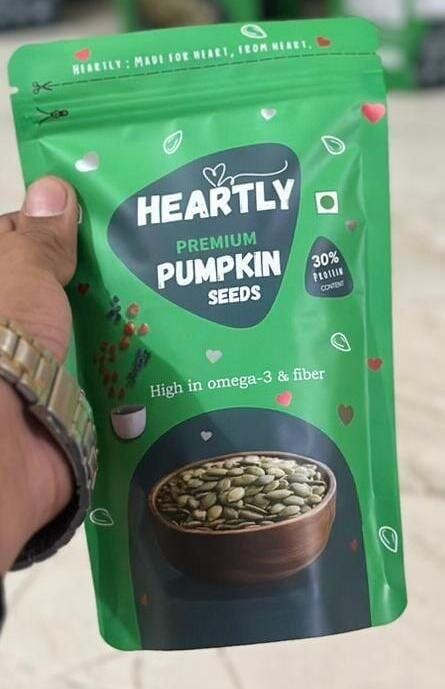 HEARTLY : MADE FOR HEART, FROM HEART.
HEARTLY
PREMIUM
PUMPKIN
SEEDS
30%
PROTEIN
CONTENT
High in omega-3 & fiber